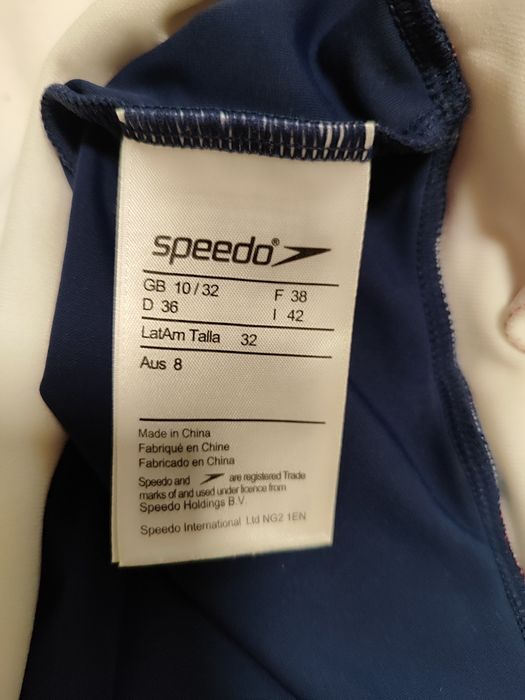 speedo®
GB 10/32 F 38
D 36 I 42
LatAm Talla 32
Aus 8
Made in China
Fabriqué en Chine
Fabricado en China
Speedo and are registered Trade
marks of and used under licence from
Speedo Holdings B.V.
Speedo International Ltd NG2 1EN